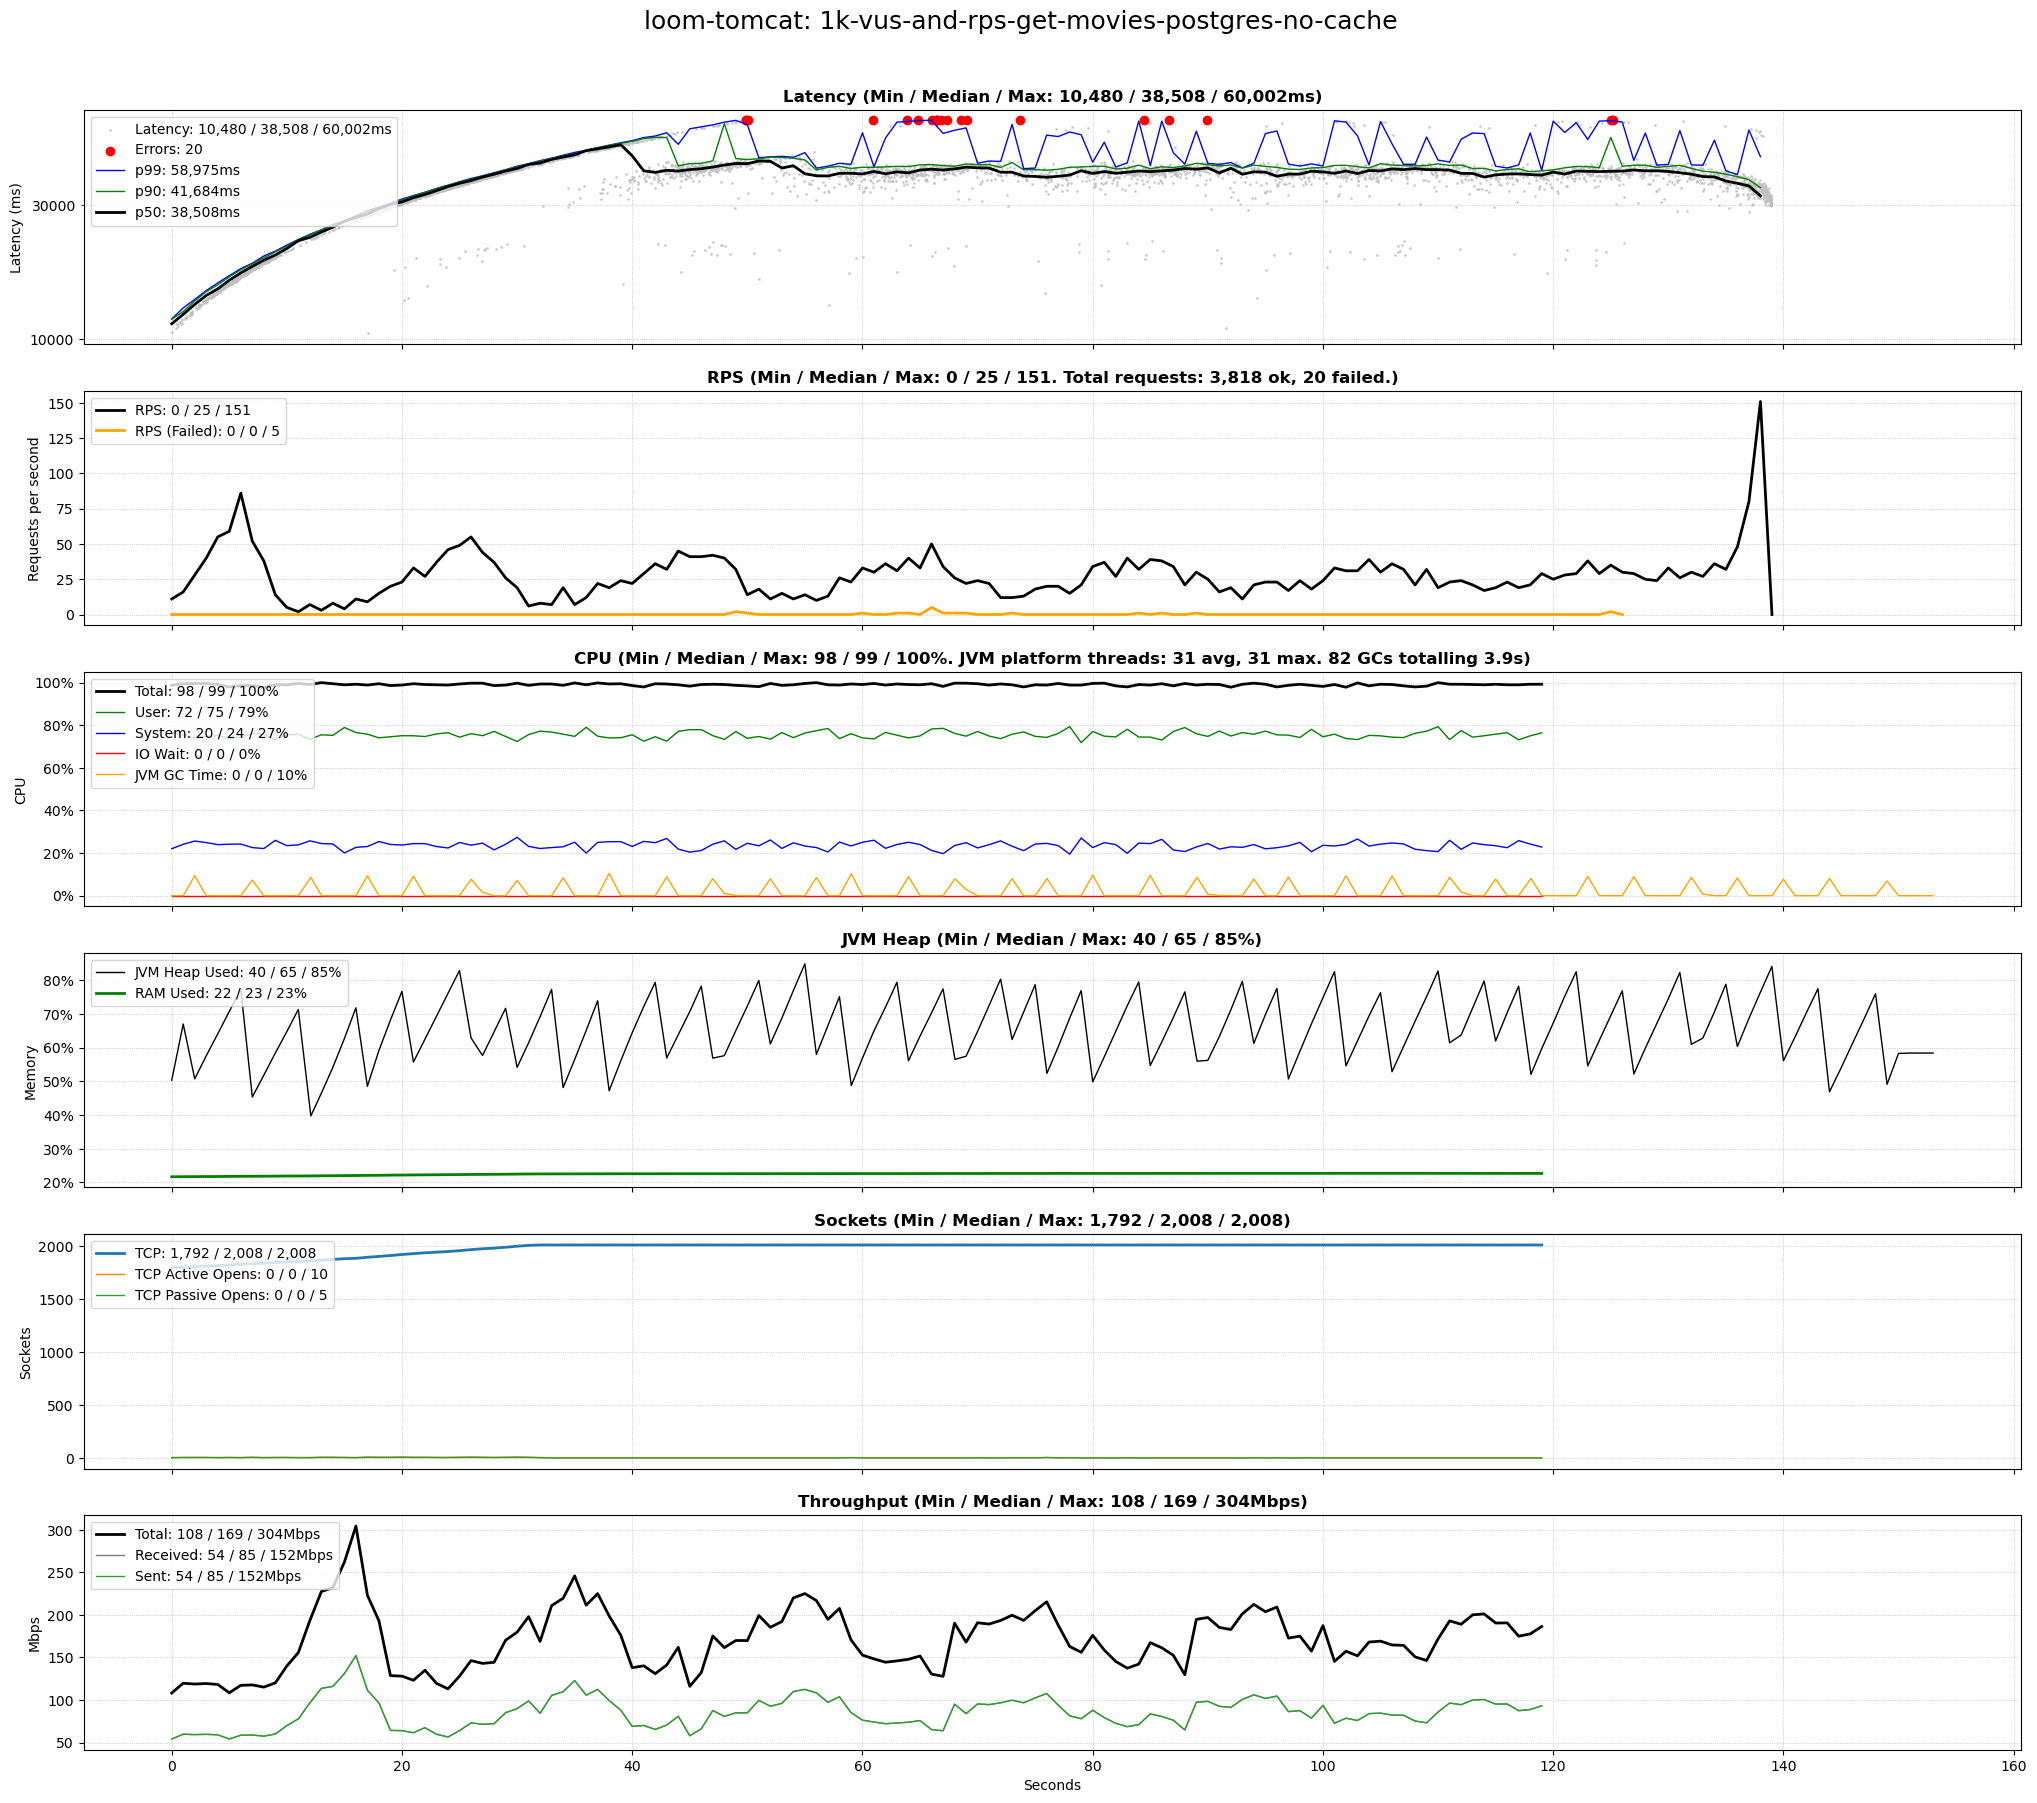 loom-tomcat: 1k-vus-and-rps-get-movies-postgres-no-cache
Latency (Min / Median / Max: 10,480 / 38,508 / 60,002ms)
Latency (ms)
30000
10000
Latency: 10,480 / 38,508 / 60,002ms
Errors: 20
p99: 58,975ms
p90: 41,684ms
p50: 38,508ms
RPS (Min / Median / Max: 0 / 25 / 151. Total requests: 3,818 ok, 20 failed.)
Requests per second
150
125
100
75
50
25
0
RPS: 0 / 25 / 151
RPS (Failed): 0 / 0 / 5
CPU (Min / Median / Max: 98 / 99 / 100%. JVM platform threads: 31 avg, 31 max. 82 GCs totalling 3.9s)
CPU
100%
80%
60%
40%
20%
0%
Total: 98 / 99 / 100%
User: 72 / 75 / 79%
System: 20 / 24 / 27%
IO Wait: 0 / 0 / 0%
JVM GC Time: 0 / 0 / 10%
JVM Heap (Min / Median / Max: 40 / 65 / 85%)
Memory
80%
70%
60%
50%
40%
30%
20%
JVM Heap Used: 40 / 65 / 85%
RAM Used: 22 / 23 / 23%
Sockets (Min / Median / Max: 1,792 / 2,008 / 2,008)
Sockets
2000
1500
1000
500
0
TCP: 1,792 / 2,008 / 2,008
TCP Active Opens: 0 / 0 / 10
TCP Passive Opens: 0 / 0 / 5
Throughput (Min / Median / Max: 108 / 169 / 304Mbps)
Mbps
300
250
200
150
100
50
Total: 108 / 169 / 304Mbps
Received: 54 / 85 / 152Mbps
Sent: 54 / 85 / 152Mbps
0 20 40 60 80 100 120 140 160
Seconds